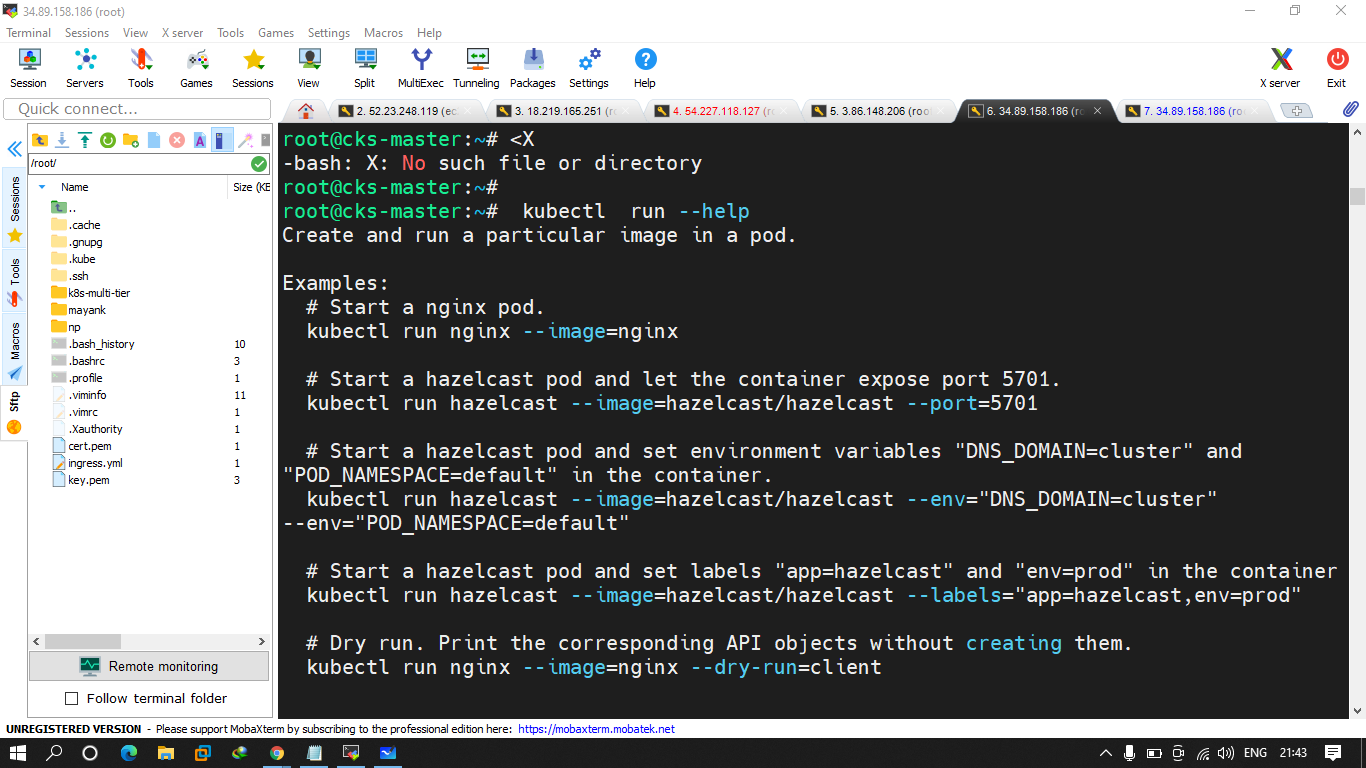 34.89.158.186 (root)
Terminal Sessions View X server Tools Games Settings Macros Help
Session Servers Tools Games Sessions View Split MultiExec Tunneling Packages Settings Help X server Exit
Quick connect...
2. 52.23.248.119 (ec
3. 18.219.165.251 (ro
4. 54.227.118.127 (ro
5. 3.86.148.206 (root
6. 34.89.158.186 (ro
7. 34.89.158.186 (ro
/root/
Name Size (KB
..
.cache
.gnupg
.kube
.ssh
k8s-multi-tier
mayank
np
.bash_history 10
.bashrc 3
.profile 1
.viminfo 11
.vimrc 1
.Xauthority 1
cert.pem 1
ingress.yml 1
key.pem 3
Sessions
Tools
Macros
Sftp
Remote monitoring
Follow terminal folder
root@cks-master:~# <X
-bash: X: No such file or directory
root@cks-master:~#
root@cks-master:~#  kubectl  run --help
Create and run a particular image in a pod.
Examples:
  # Start a nginx pod.
  kubectl run nginx --image=nginx
  # Start a hazelcast pod and let the container expose port 5701.
  kubectl run hazelcast --image=hazelcast/hazelcast --port=5701
  # Start a hazelcast pod and set environment variables "DNS_DOMAIN=cluster" and
"POD_NAMESPACE=default" in the container.
  kubectl run hazelcast --image=hazelcast/hazelcast --env="DNS_DOMAIN=cluster"
--env="POD_NAMESPACE=default"
  # Start a hazelcast pod and set labels "app=hazelcast" and "env=prod" in the container
  kubectl run hazelcast --image=hazelcast/hazelcast --labels="app=hazelcast,env=prod"
  # Dry run. Print the corresponding API objects without creating them.
  kubectl run nginx --image=nginx --dry-run=client
UNREGISTERED VERSION - Please support MobaXterm by subscribing to the professional edition here: https://mobaxterm.mobatek.net
ENG 21:43